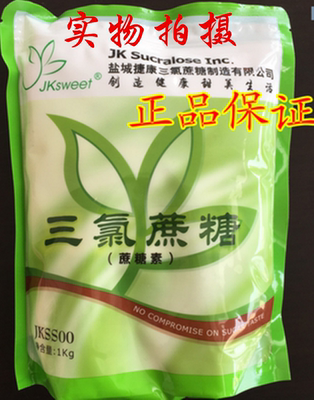 实物拍摄
JK Sucralose Inc.
JKsweet®
盐城捷康三氯蔗糖制造有限公司
创造健康甜美生活
正品保证
三氯蔗糖
（蔗糖素）
NO COMPROMISE ON SUGAR TASTE
JKSS00
净含量:1Kg